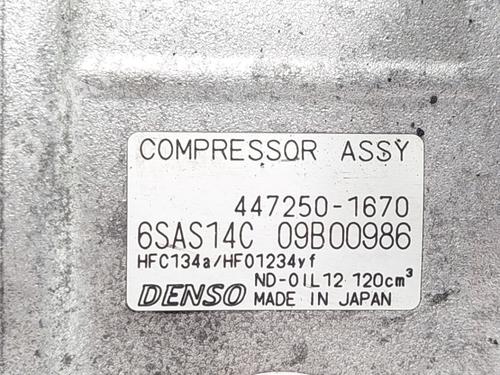 COMPRESSOR ASSY
447250-1670
6SAS14C 09B00986
HFC134a/HFO1234yf
DENSO ND-OIL12 120cm³
MADE IN JAPAN